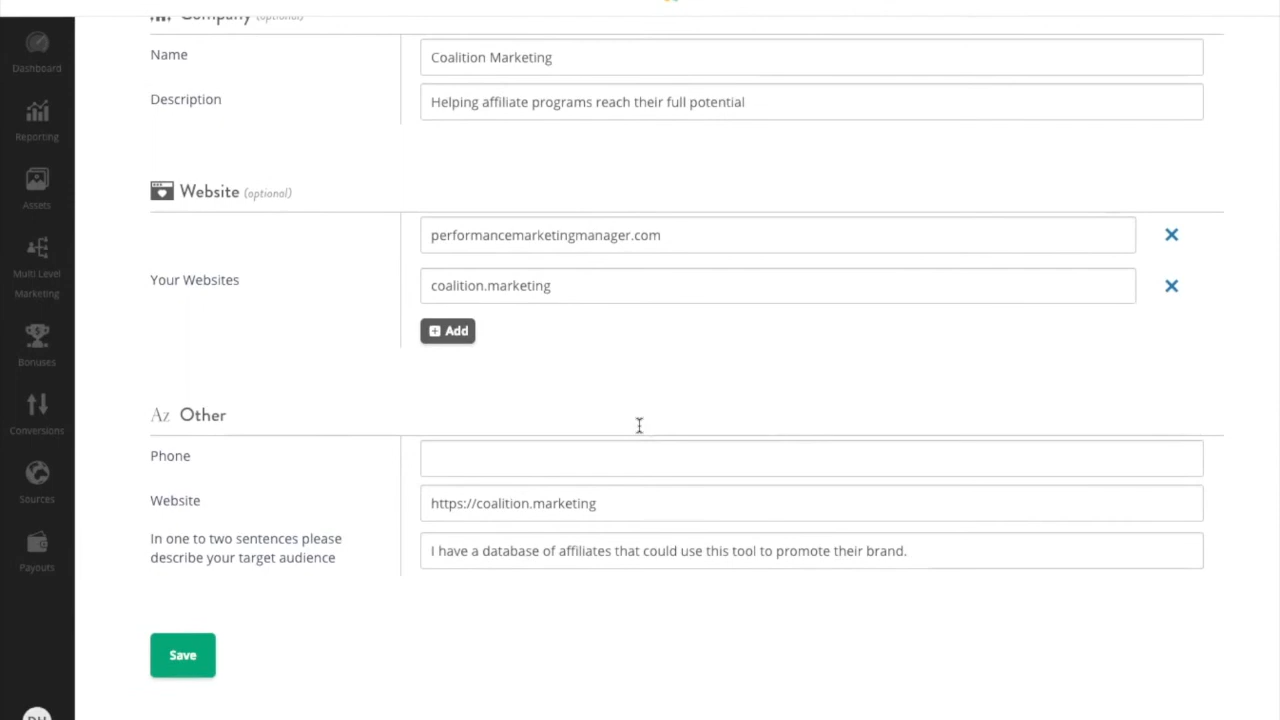 Company (optional)
Dashboard
Name
Coalition Marketing
Description
Helping affiliate programs reach their full potential
Reporting
Assets
Website (optional)
Your Websites
performancemarketingmanager.com
coalition.marketing
Add
Multi Level
Marketing
Bonuses
Conversions
Az Other
Phone
Website
https://coalition.marketing
In one to two sentences please
describe your target audience
I have a database of affiliates that could use this tool to promote their brand.
Sources
Payouts
Save